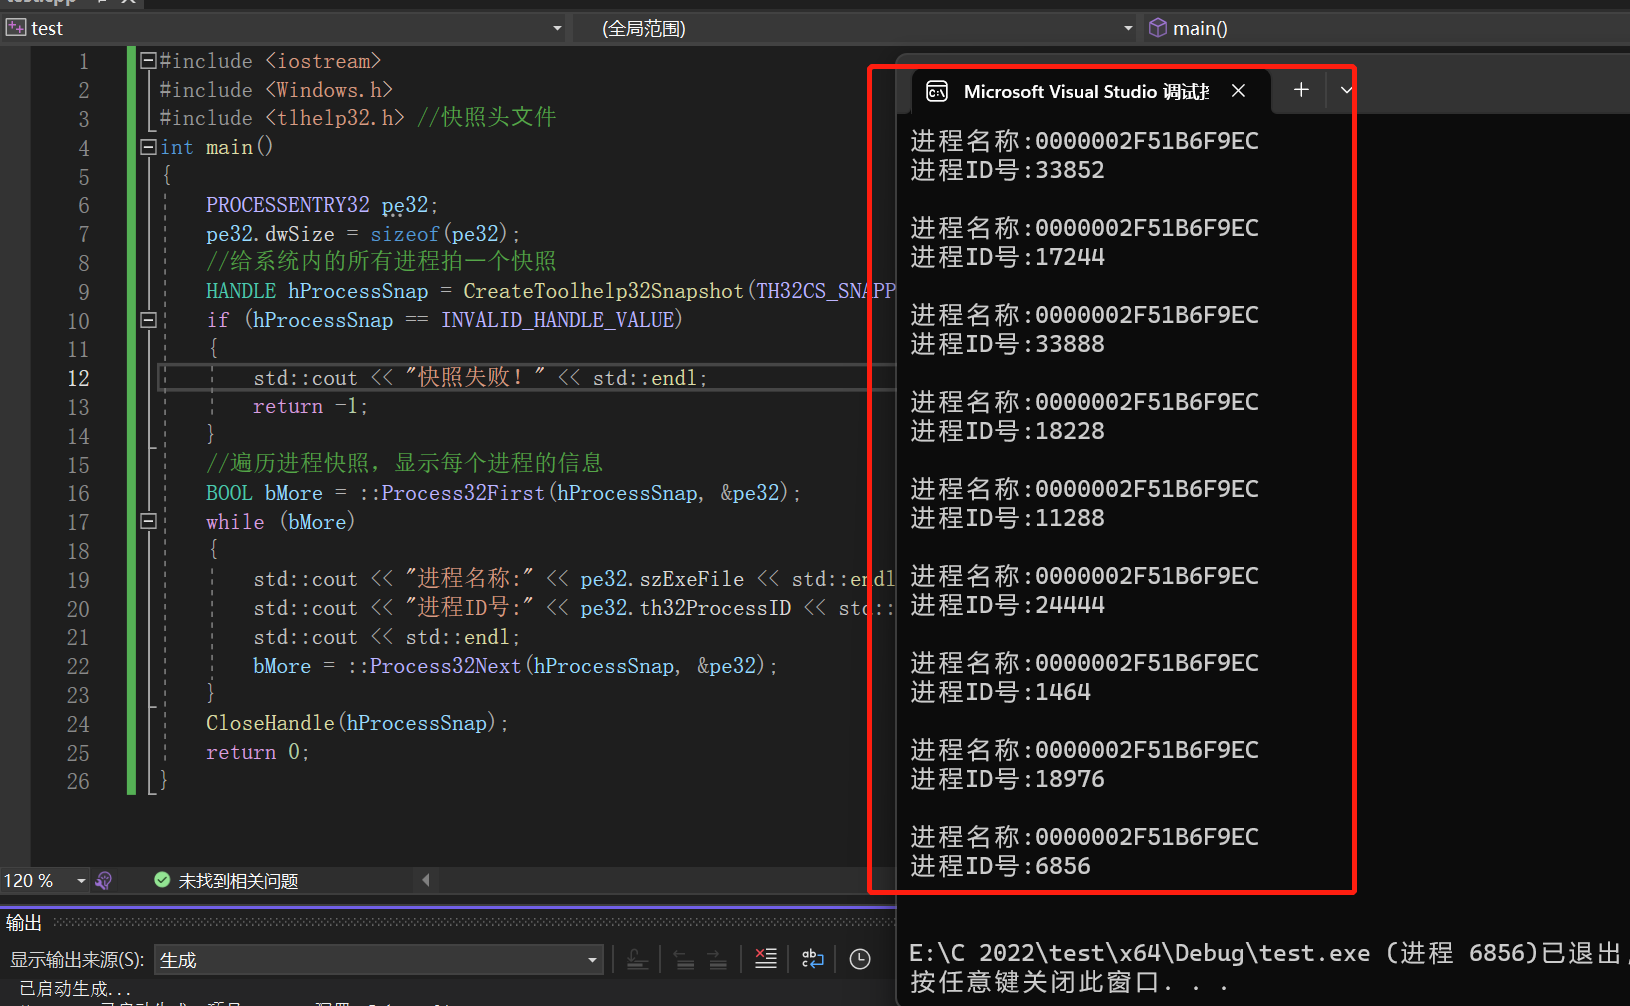 test
(全局范围)
main()
1 #include <iostream>
2 #include <Windows.h>
3 #include <tlhelp32.h> //快照头文件
4 int main()
5 {
6 PROCESSENTRY32 pe32;
7 pe32.dwSize = sizeof(pe32);
8 //给系统内的所有进程拍一个快照
9 HANDLE hProcessSnap = CreateToolhelp32Snapshot(TH32CS_SNAPP
10 if (hProcessSnap == INVALID_HANDLE_VALUE)
11 {
12 std::cout << "快照失败！" << std::endl;
13 return -1;
14 }
15 //遍历进程快照，显示每个进程的信息
16 BOOL bMore = ::Process32First(hProcessSnap, &pe32);
17 while (bMore)
18 {
19 std::cout << "进程名称:" << pe32.szExeFile << std::endl
20 std::cout << "进程ID号:" << pe32.th32ProcessID << std::
21 std::cout << std::endl;
22 bMore = ::Process32Next(hProcessSnap, &pe32);
23 }
24 CloseHandle(hProcessSnap);
25 return 0;
26 }
120 %
未找到相关问题
输出
显示输出来源(S):
生成
已启动生成...
Microsoft Visual Studio 调试
进程名称:0000002F51B6F9EC
进程ID号:33852
进程名称:0000002F51B6F9EC
进程ID号:17244
进程名称:0000002F51B6F9EC
进程ID号:33888
进程名称:0000002F51B6F9EC
进程ID号:18228
进程名称:0000002F51B6F9EC
进程ID号:11288
进程名称:0000002F51B6F9EC
进程ID号:24444
进程名称:0000002F51B6F9EC
进程ID号:1464
进程名称:0000002F51B6F9EC
进程ID号:18976
进程名称:0000002F51B6F9EC
进程ID号:6856
E:\C 2022\test\x64\Debug\test.exe (进程 6856)已退出，
按任意键关闭此窗口. . .